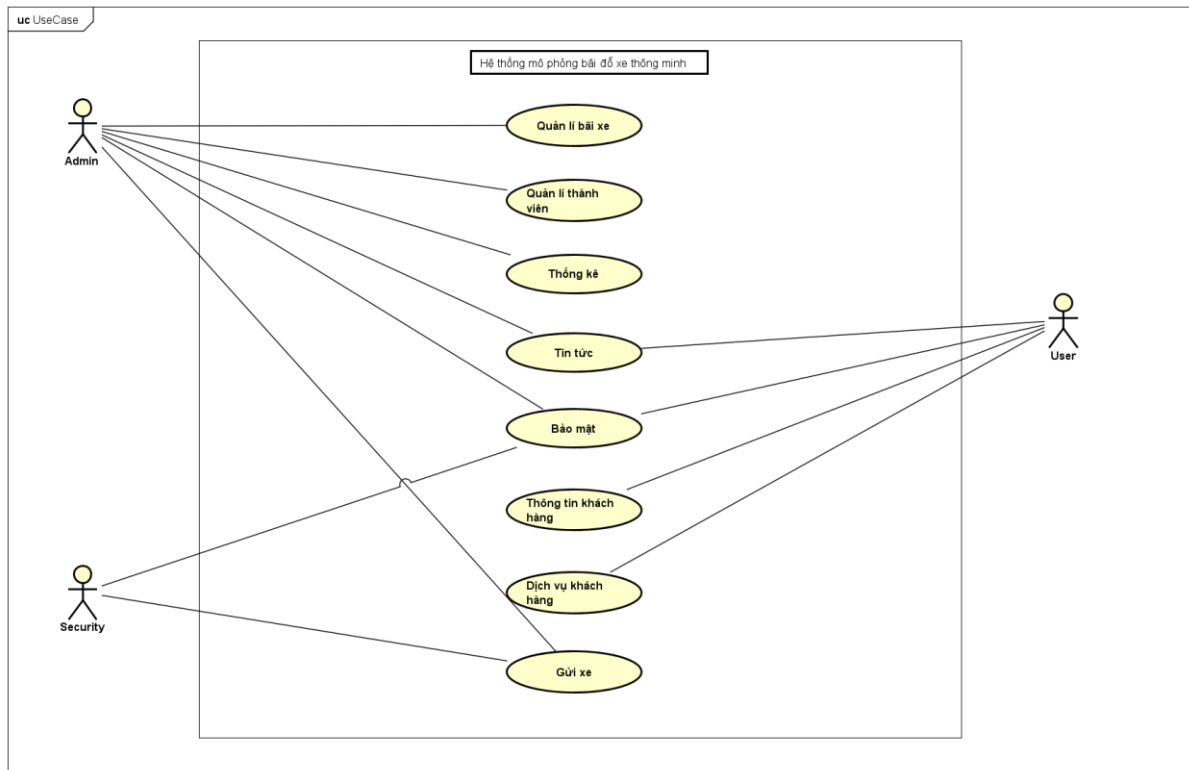 uc UseCase
Hệ thống mô phỏng bãi đỗ xe thông minh
Quản lí bãi xe
Admin
Quản lí thành
viên
Thống kê
Tin tức
User
Bảo mật
Thông tin khách
hàng
Dịch vụ khách
hàng
Security
Gửi xe